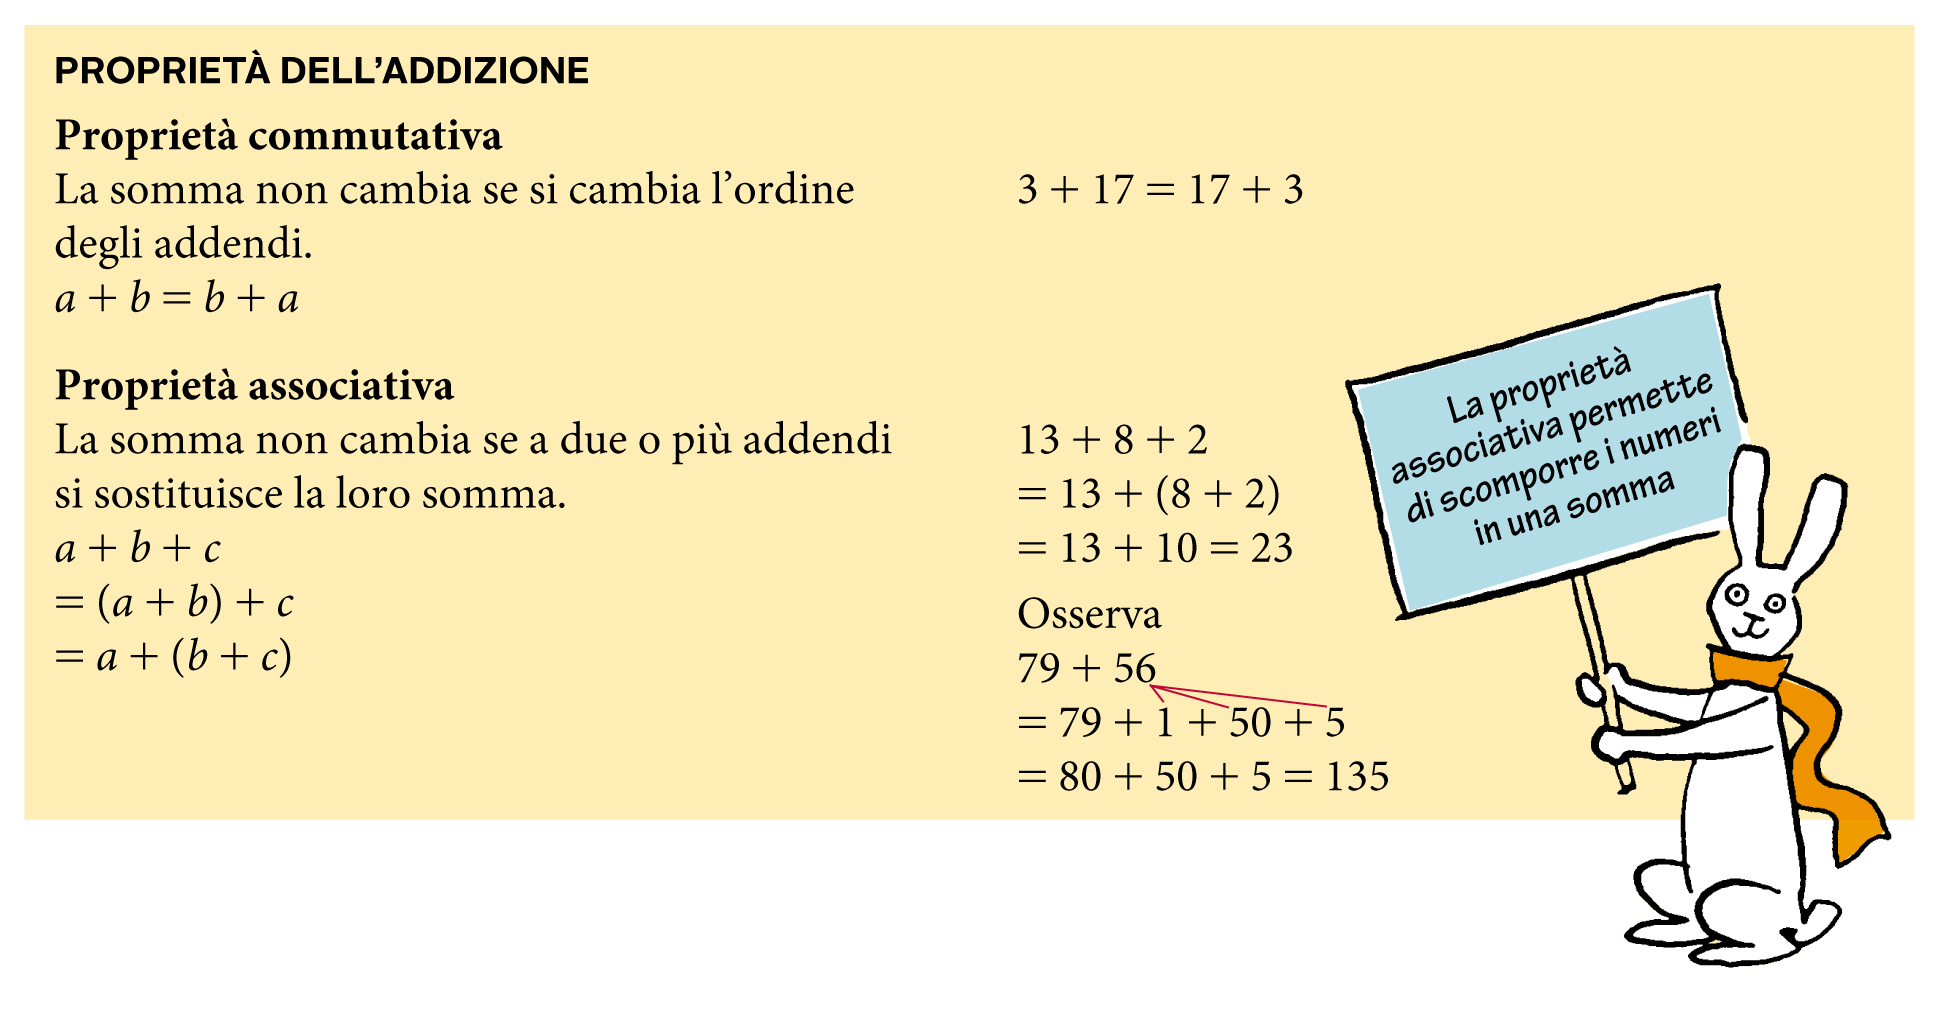 PROPRIETÀ DELL’ADDIZIONE
Proprietà commutativa
La somma non cambia se si cambia l’ordine
degli addendi.
a + b = b + a
3 + 17 = 17 + 3
Proprietà associativa
La somma non cambia se a due o più addendi
si sostituisce la loro somma.
a + b + c
= (a + b) + c
= a + (b + c)
13 + 8 + 2
= 13 + (8 + 2)
= 13 + 10 = 23
Osserva
79 + 56
= 79 + 1 + 50 + 5
= 80 + 50 + 5 = 135
La proprietà
associativa permette
di scomporre i numeri
in una somma